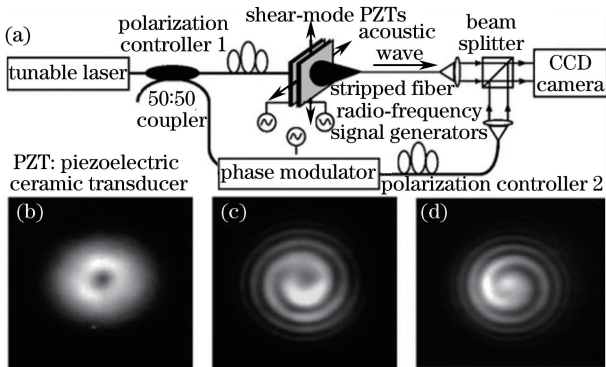 (a)
polarization
controller 1
shear-mode PZTs
acoustic
wave
beam
splitter
tunable laser
CCD
camera
50:50
coupler
stripped fiber
radio-frequency
signal generators
PZT: piezoelectric
ceramic transducer
phase modulator
polarization controller 2
(b)
(c)
(d)